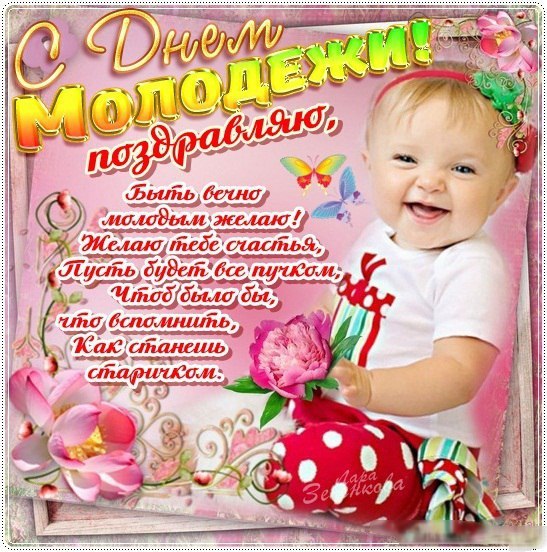 С Днем
Молодежи!
поздравляю,
Быть вечно
молодым желаю!
Желаю тебе счастья,
Пусть будет все пучком,
Чтоб было бы,
что вспомнить,
Как станешь
старичком.
Лара
Зеленкова